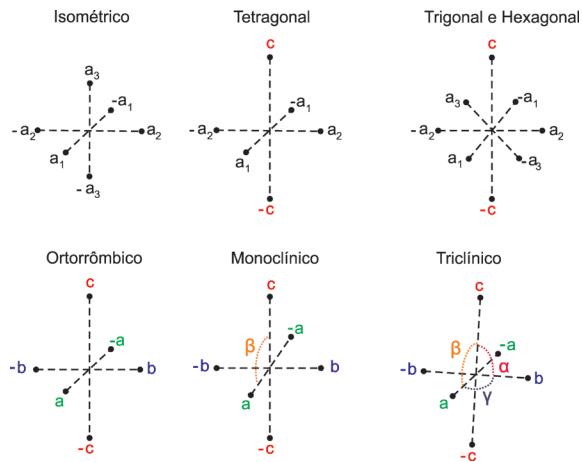 Isométrico
a3
-a1
-a2
a2
a1
-a3
Tetragonal
c
-a1
-a2
a2
a1
-c
Trigonal e Hexagonal
c
a3
-a1
-a2
a2
a1
-a3
-c
Ortorrômbico
c
-a
-b
b
a
-c
Monoclínico
c
β
-a
-b
b
a
-c
Triclínico
c
β
-a
-b
α
b
a
γ
-c